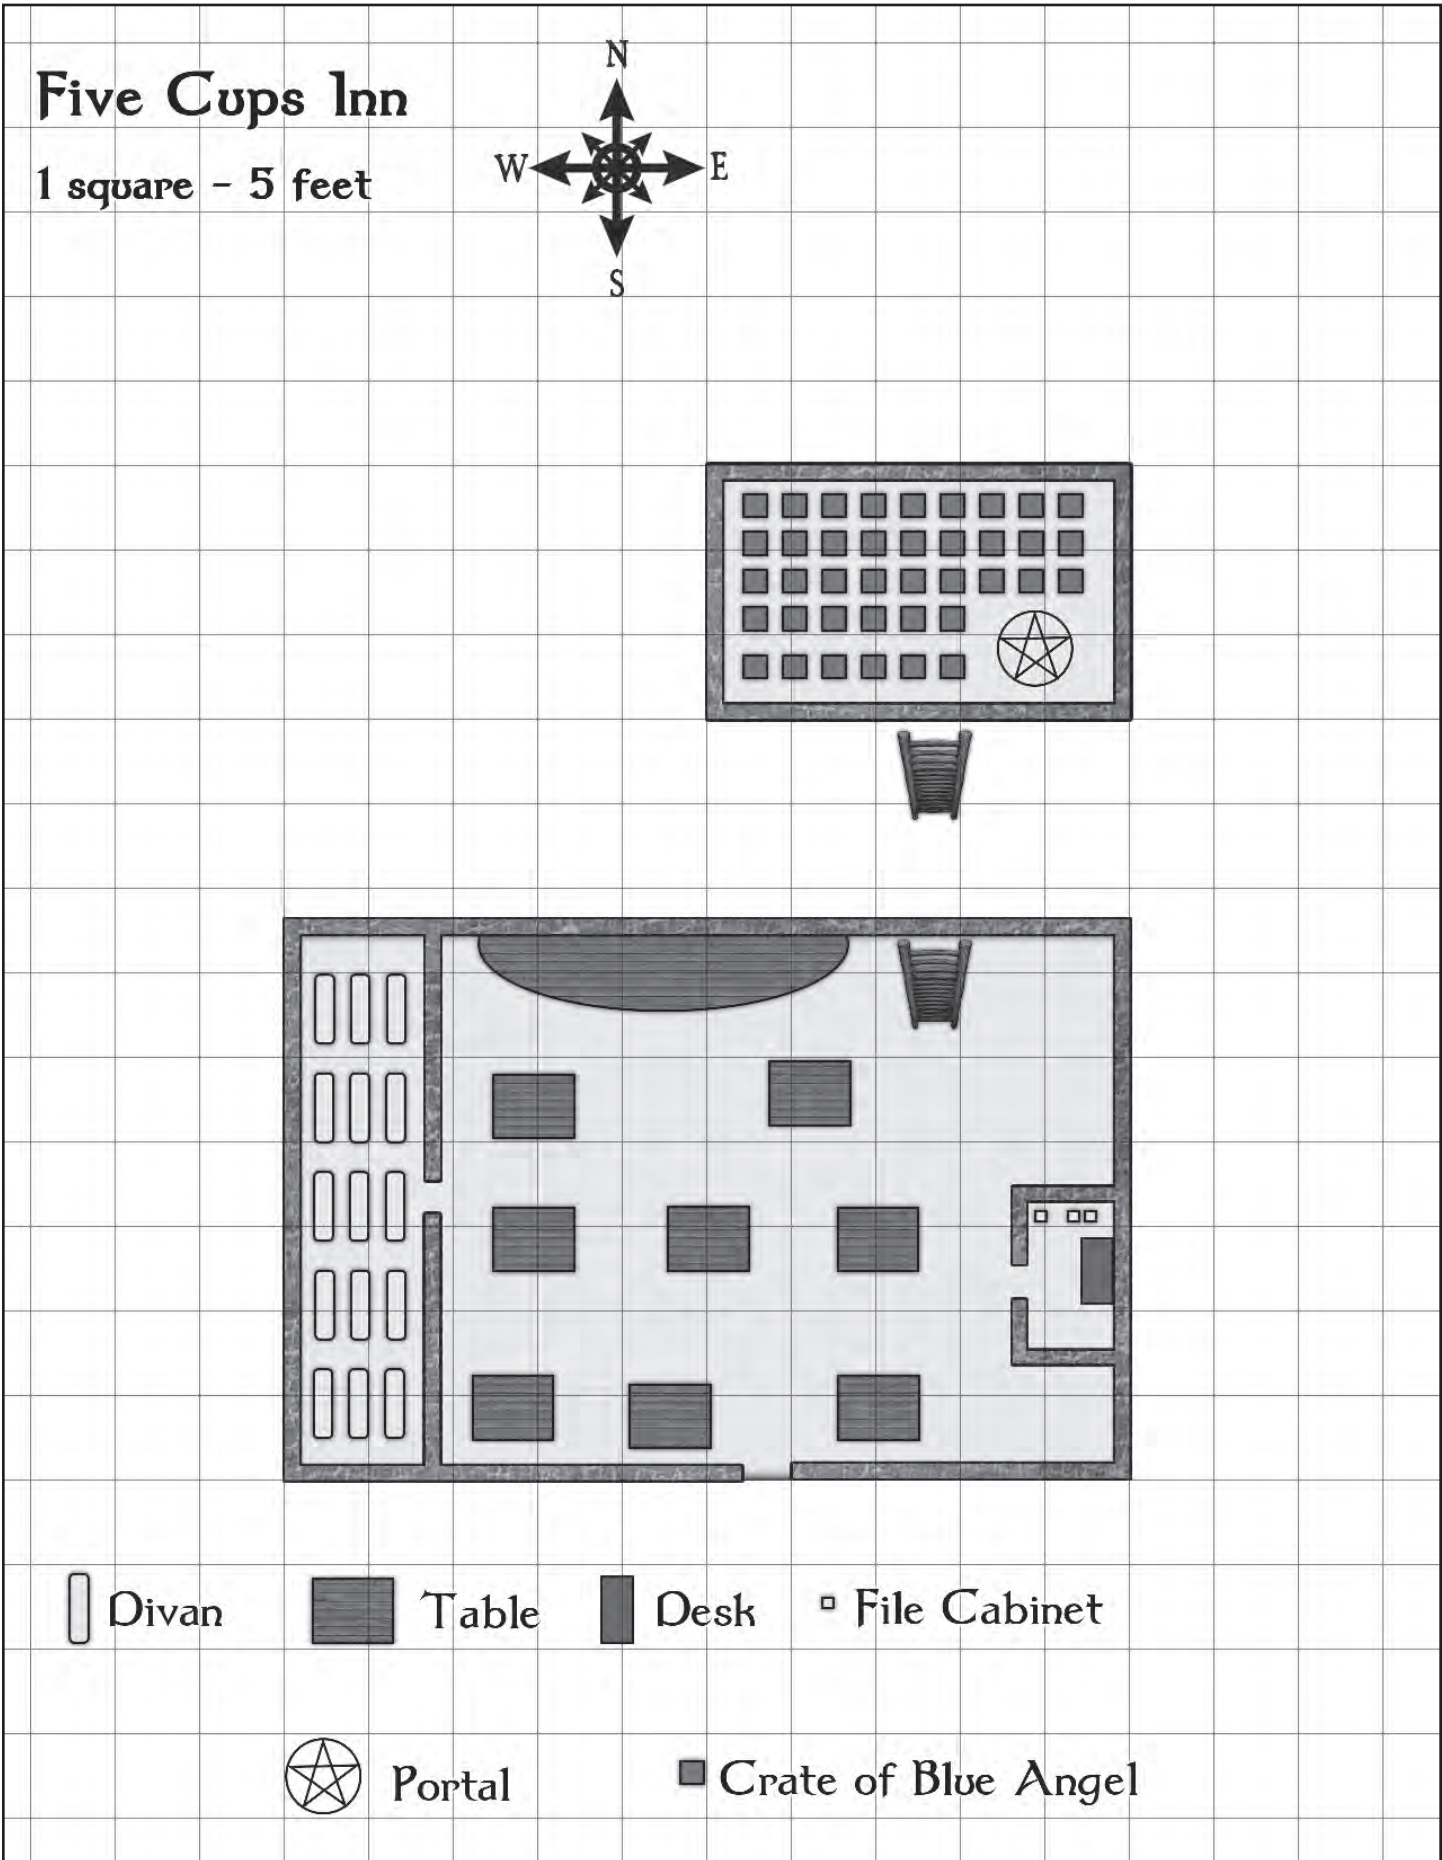 Five Cups Inn
1 square - 5 feet
N
W
E
S
Divan
Table
Desk
File Cabinet
Portal
Crate of Blue Angel